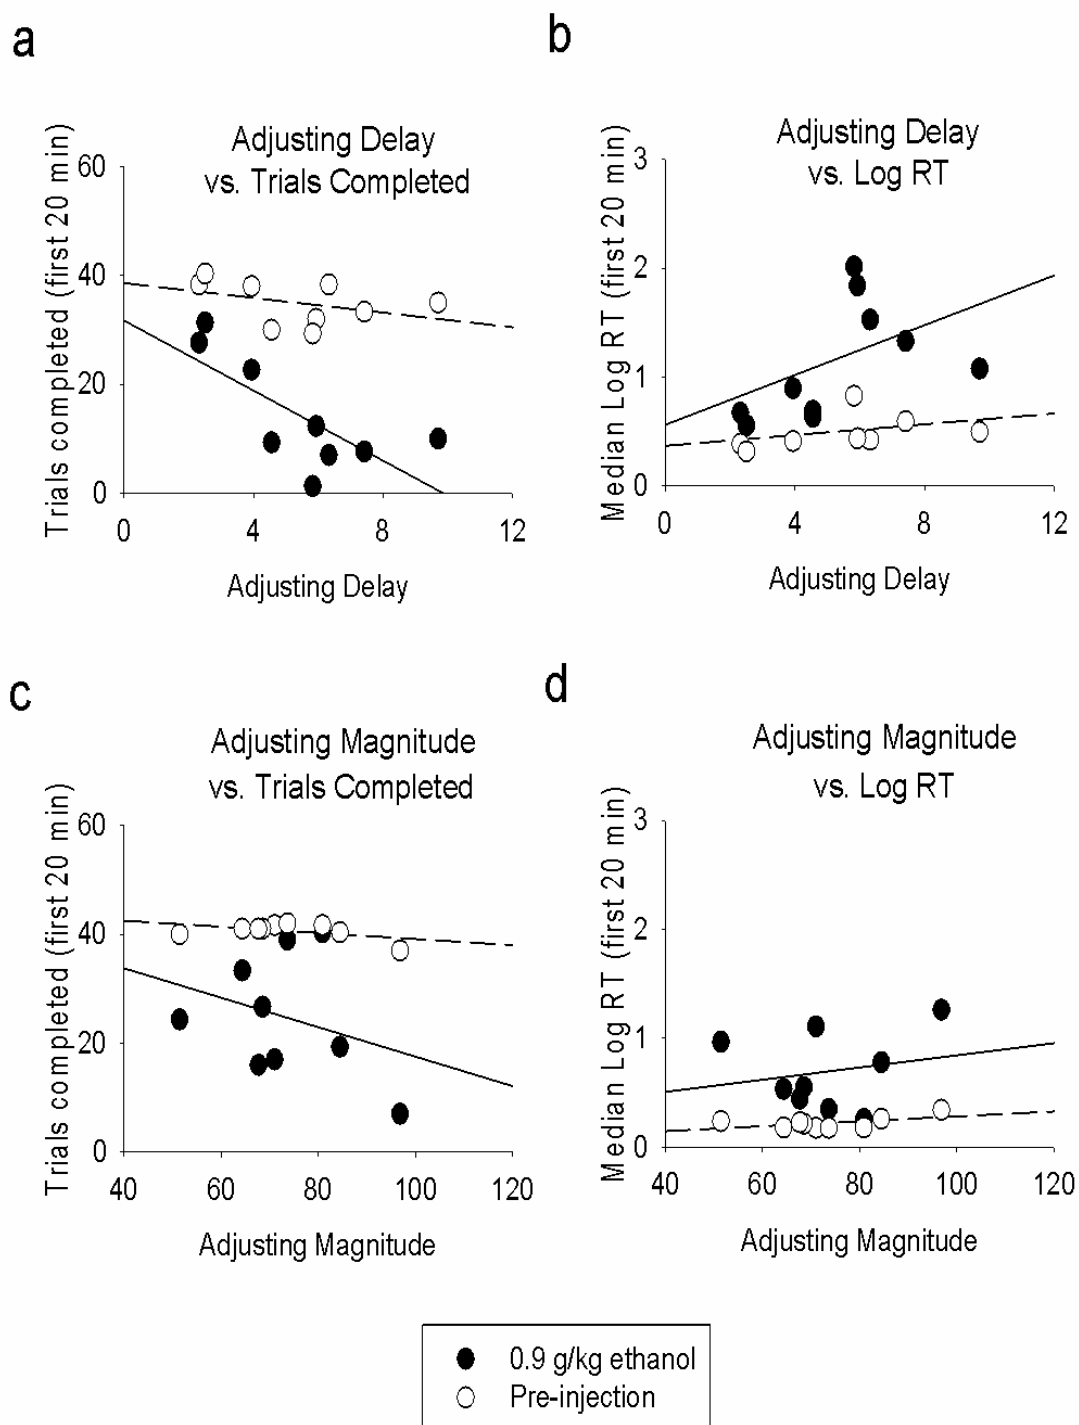 a
Adjusting Delay
vs. Trials Completed
Trials completed (first 20 min)
60
40
20
0
0 4 8 12
Adjusting Delay
b
Adjusting Delay
vs. Log RT
Median Log RT (first 20 min)
3
2
1
0
0 4 8 12
Adjusting Delay
c
Adjusting Magnitude
vs. Trials Completed
Trials completed (first 20 min)
60
40
20
0
40 60 80 100 120
Adjusting Magnitude
d
Adjusting Magnitude
vs. Log RT
Median Log RT (first 20 min)
3
2
1
0
40 60 80 100 120
Adjusting Magnitude
0.9 g/kg ethanol
Pre-injection